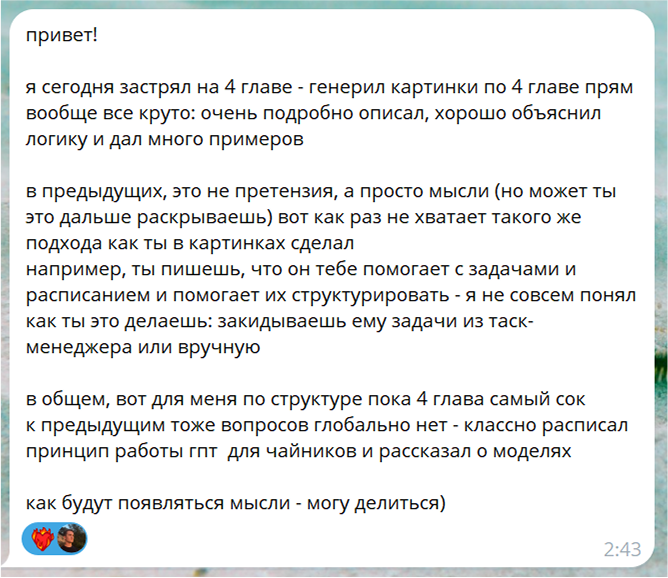 привет!
я сегодня застрял на 4 главе - генерил картинки по 4 главе прям
вообще все круто: очень подробно описал, хорошо объяснил
логику и дал много примеров
в предыдущих, это не претензия, а просто мысли (но может ты
это дальше раскрываешь) вот как раз не хватает такого же
подхода как ты в картинках сделал
например, ты пишешь, что он тебе помогает с задачами и
расписанием и помогает их структурировать - я не совсем понял
как ты это делаешь: закидываешь ему задачи из таск-
менеджера или вручную
в общем, вот для меня по структуре пока 4 глава самый сок
к предыдущим тоже вопросов глобально нет - классно расписал
принцип работы гпт  для чайников и рассказал о моделях
как будут появляться мысли - могу делиться)
2:43